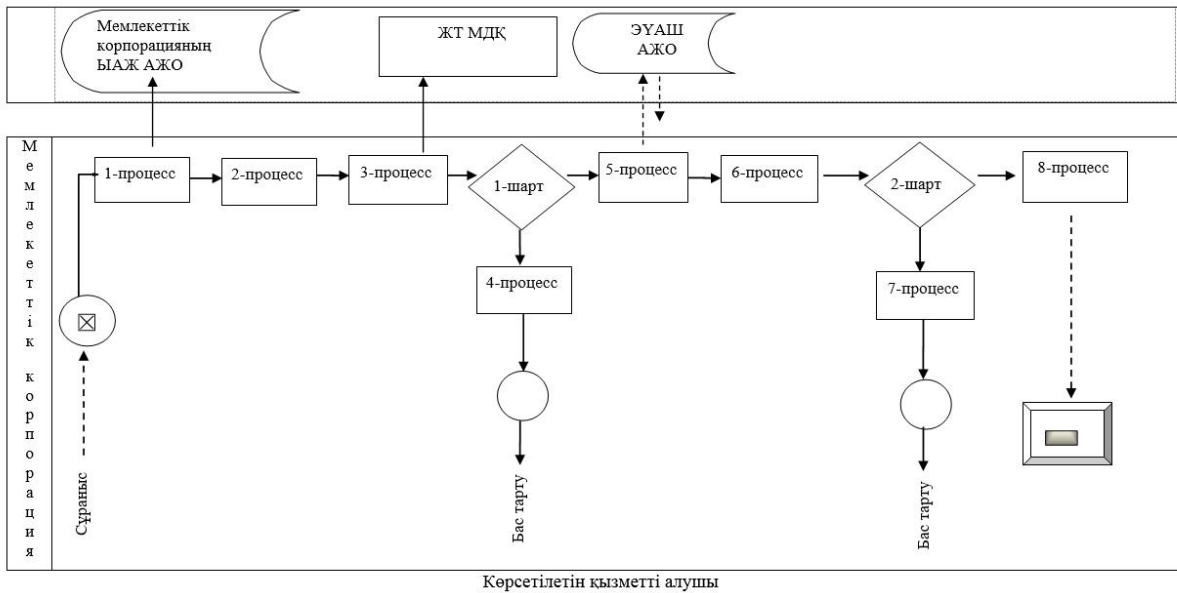 Мемлекеттік
корпорацияның
ЫАЖ АЖО
ЖТ МДҚ
ЭҮАШ
АЖО
Мемлекеттік корпорация
1-процесс
2-процесс
3-процесс
1-шарт
5-процесс
6-процесс
2-шарт
8-процесс
4-процесс
7-процесс
Сұраныс
Бас тарту
Бас тарту
Көрсетілетін қызметті алушы